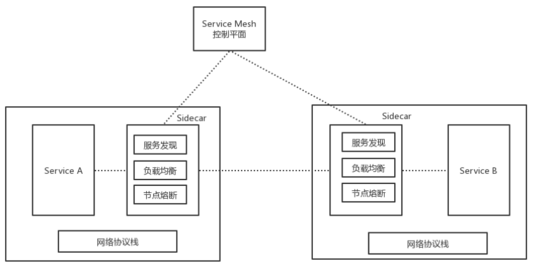 Service Mesh
控制平面
Sidecar
Service A
服务发现
负载均衡
节点熔断
网络协议栈
Sidecar
服务发现
负载均衡
节点熔断
Service B
网络协议栈